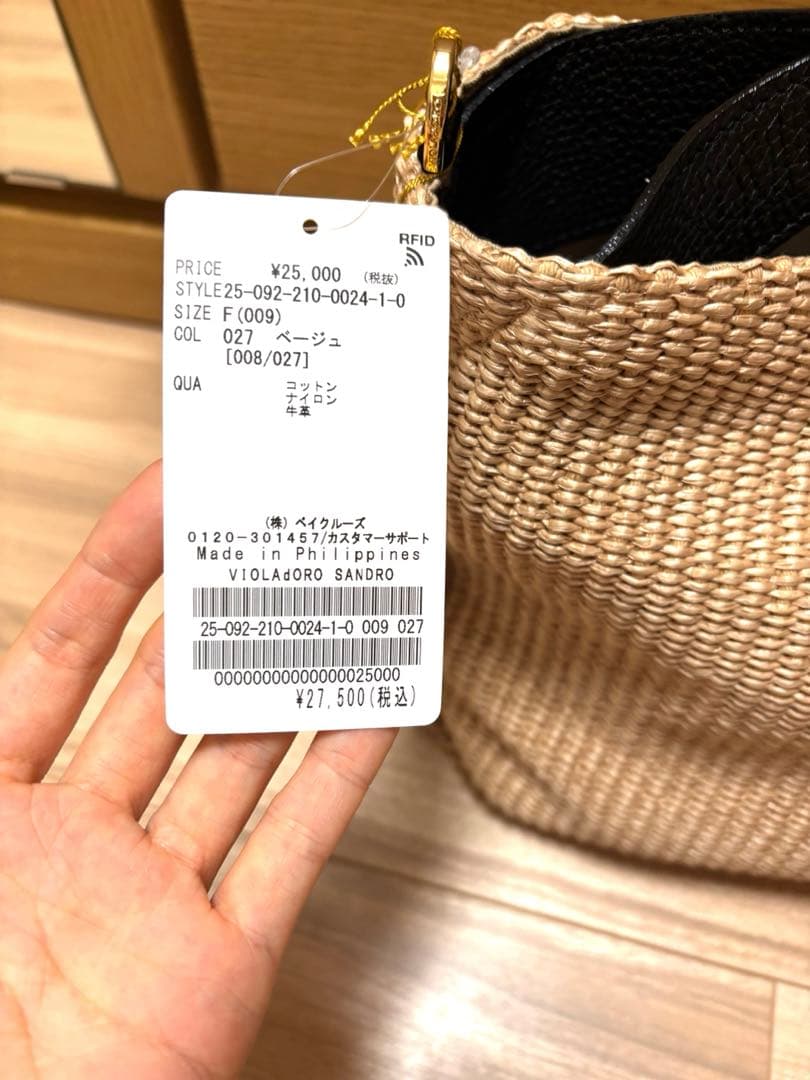 RFID
PRICE ¥25,000 (税抜)
STYLE25-092-210-0024-1-0
SIZE F(009)
COL 027 ベージュ
[008/027]
QUA コットン
ナイロン
牛革
(株) ベイクルーズ
0120-301457/カスタマーサポート
Made in Philippines
VIOLAdORO SANDRO
25-092-210-0024-1-0 009 027
00000000000000025000
¥27,500(税込)